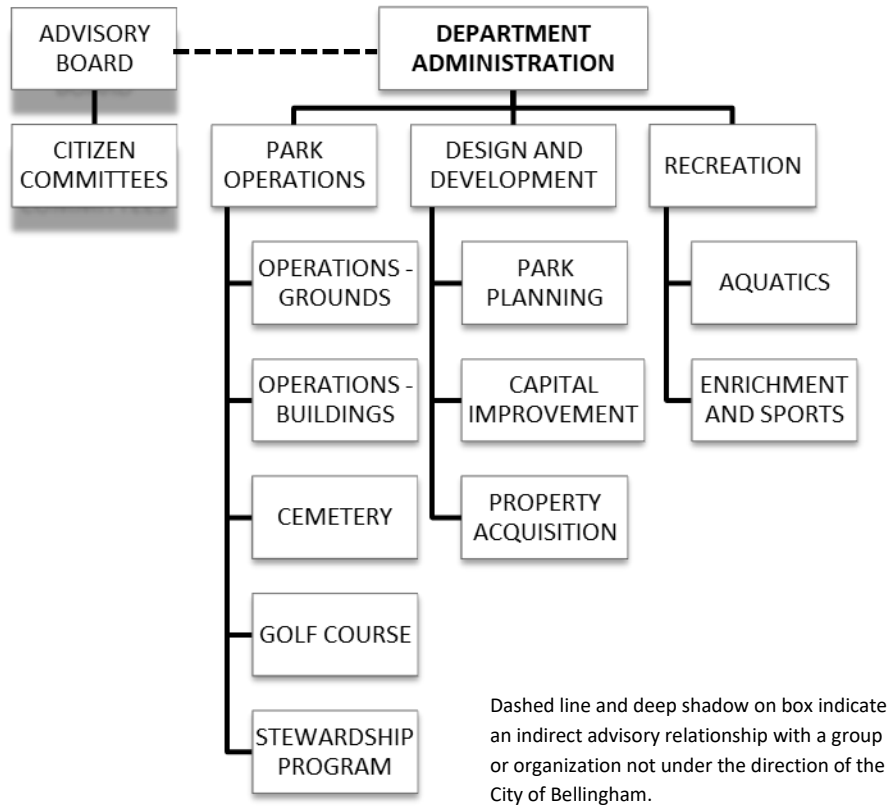 ADVISORY
BOARD
DEPARTMENT
ADMINISTRATION
CITIZEN
COMMITTEES
PARK
OPERATIONS
DESIGN AND
DEVELOPMENT
RECREATION
OPERATIONS -
GROUNDS
PARK
PLANNING
AQUATICS
OPERATIONS -
BUILDINGS
CAPITAL
IMPROVEMENT
ENRICHMENT
AND SPORTS
CEMETERY
PROPERTY
ACQUISITION
GOLF COURSE
STEWARDSHIP
PROGRAM
Dashed line and deep shadow on box indicate
an indirect advisory relationship with a group
or organization not under the direction of the
City of Bellingham.